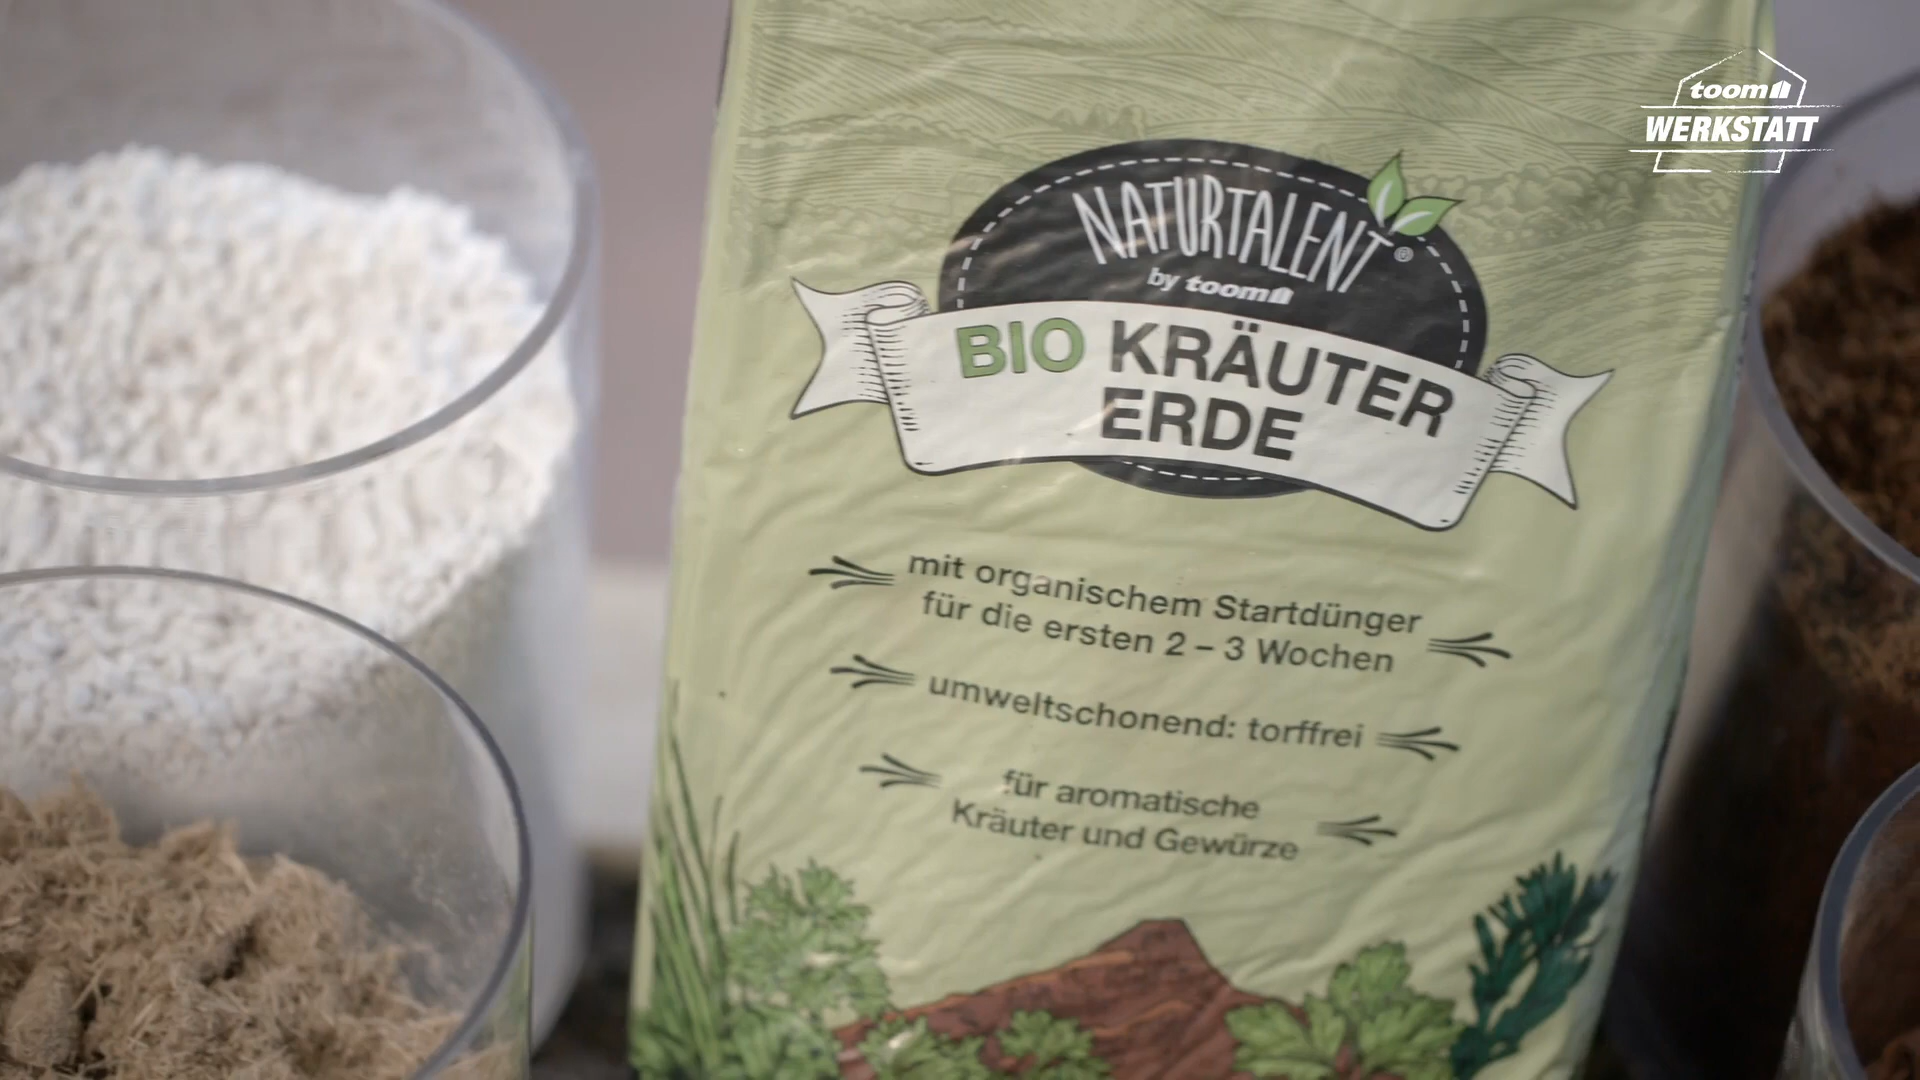 toom
WERKSTATT
NATURTALENT®
by toom
BIO KRÄUTER
ERDE
mit organischem Startdünger
für die ersten 2 – 3 Wochen
umweltschonend: torffrei
für aromatische
Kräuter und Gewürze